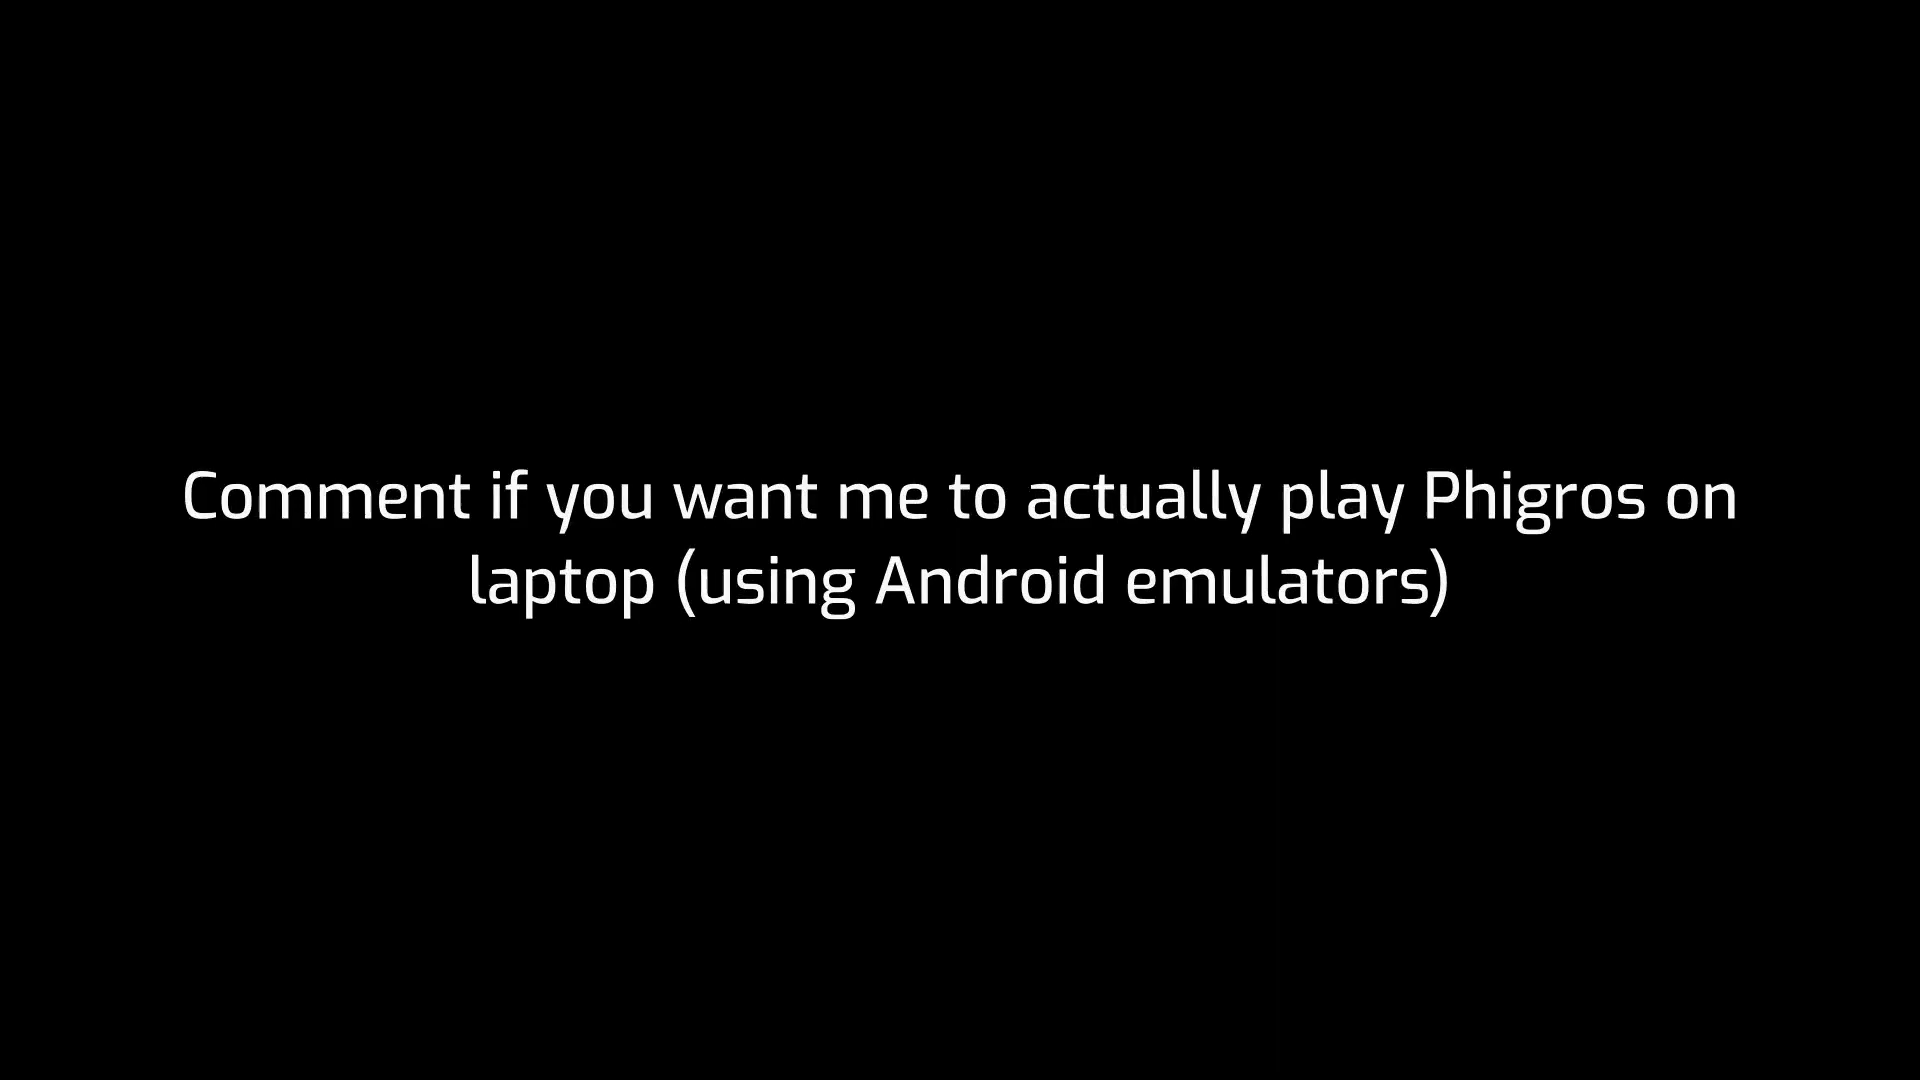 Comment if you want me to actually play Phigros on
laptop (using Android emulators)